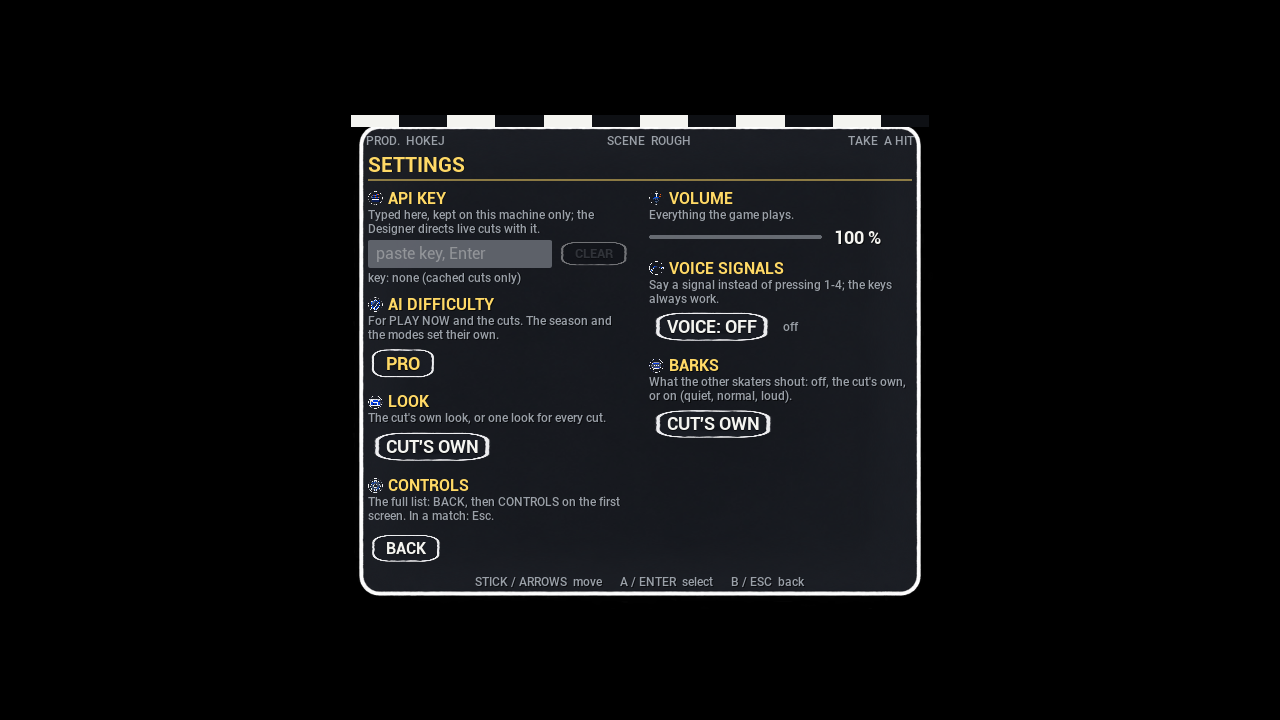 PROD. HOKEJ
SCENE ROUGH
TAKE A HIT
SETTINGS
API KEY
Typed here, kept on this machine only; the
Designer directs live cuts with it.
paste key, Enter
CLEAR
key: none (cached cuts only)
AI DIFFICULTY
For PLAY NOW and the cuts. The season and
the modes set their own.
PRO
LOOK
The cut's own look, or one look for every cut.
CUT'S OWN
CONTROLS
The full list: BACK, then CONTROLS on the first
screen. In a match: Esc.
BACK
VOLUME
Everything the game plays.
100 %
VOICE SIGNALS
Say a signal instead of pressing 1-4; the keys
always work.
VOICE: OFF
off
BARKS
What the other skaters shout: off, the cut's own,
or on (quiet, normal, loud).
CUT'S OWN
STICK / ARROWS move A / ENTER select B / ESC back